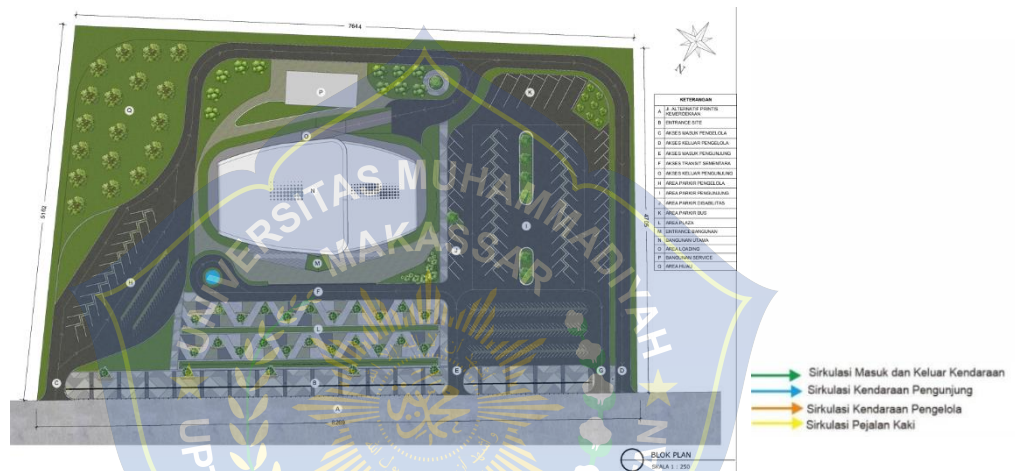 7644
N
KETERANGAN
A JL. ALTERNATIF PRINTIS KEMERDEKAAN
B ENTRANCE SITE
C AKSES MASUK PENGELOLA
D AKSES KELUAR PENGELOLA
E AKSES MASUK PENGUNJUNG
F AKSES TRANSIT SEMENTARA
G AKSES KELUAR PENGUNJUNG
H AREA PARKIR PENGELOLA
I AREA PARKIR PENGUNJUNG
J AREA PARKIR DISABILITAS
K AREA PARKIR BUS
L AREA PLAZA
M ENTRANCE BANGUNAN
N BANGUNAN UTAMA
O AREA LOADING
P BANGUNAN SERVICE
Q AREA HIJAU
Q
P
K
O
N
I
J
H
M
F
L
C
B
E
G
D
A
UNIVERSITAS MUHAMMADIYAH
MAKASSAR
BLOK PLAN
SKALA 1 : 250
Sirkulasi Masuk dan Keluar Kendaraan
Sirkulasi Kendaraan Pengunjung
Sirkulasi Kendaraan Pengelola
Sirkulasi Pejalan Kaki